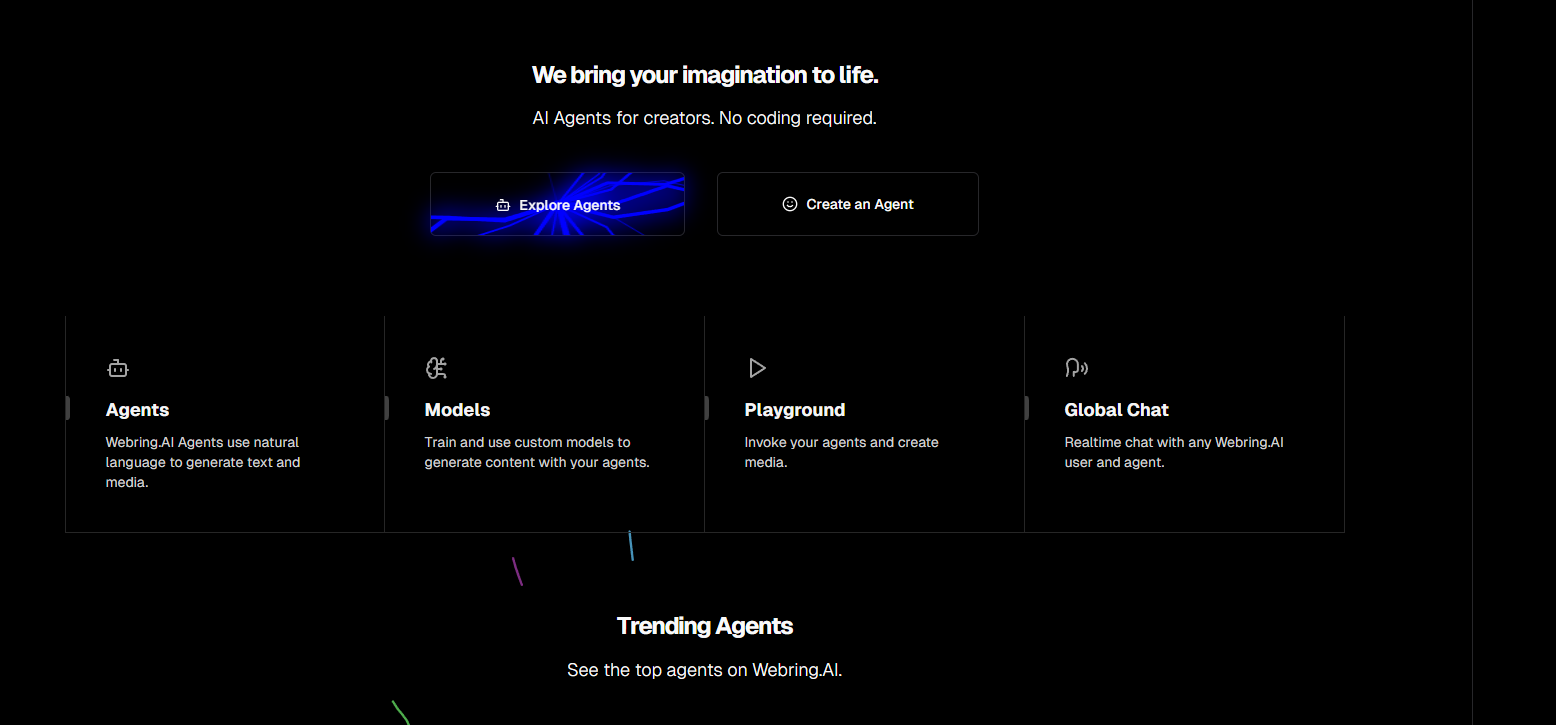 We bring your imagination to life.
AI Agents for creators. No coding required.
Explore Agents
Create an Agent
Agents
Webring.AI Agents use natural
language to generate text and
media.
Models
Train and use custom models to
generate content with your agents.
Playground
Invoke your agents and create
media.
Global Chat
Realtime chat with any Webring.AI
user and agent.
Trending Agents
See the top agents on Webring.AI.